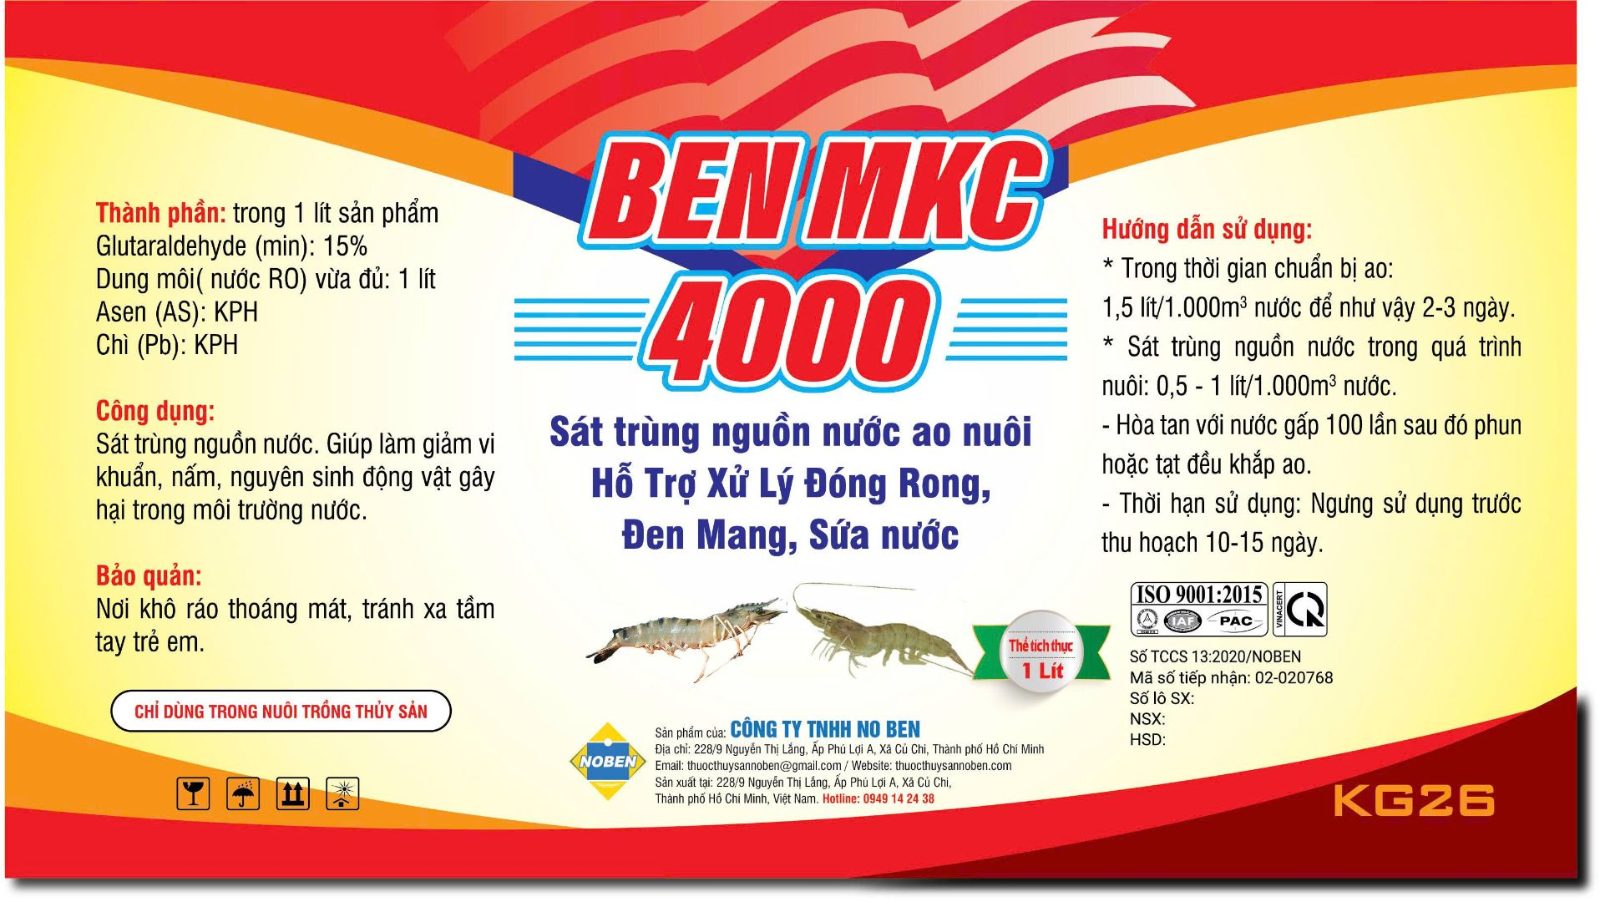 BEN MKC
4000
Sát trùng nguồn nước ao nuôi
Hỗ Trợ Xử Lý Đóng Rong,
Đen Mang, Sứa nước
Thành phần: trong 1 lít sản phẩm
Glutaraldehyde (min): 15%
Dung môi( nước RO) vừa đủ: 1 lít
Asen (AS): KPH
Chì (Pb): KPH
Công dụng:
Sát trùng nguồn nước. Giúp làm giảm vi
khuẩn, nấm, nguyên sinh động vật gây
hại trong môi trường nước.
Bảo quản:
Nơi khô ráo thoáng mát, tránh xa tầm
tay trẻ em.
CHỈ DÙNG TRONG NUÔI TRỒNG THỦY SẢN
Thể tích thực
1 Lít
NOBEN
Sản phẩm của: CÔNG TY TNHH NO BEN
Địa chỉ: 228/9 Nguyễn Thị Lắng, Ấp Phú Lợi A, Xã Củ Chi, Thành phố Hồ Chí Minh
Email: thuocthuysannoben@gmail.com / Website: thuocthuysannoben.com
Sản xuất tại: 228/9 Nguyễn Thị Lắng, Ấp Phú Lợi A, Xã Củ Chi,
Thành phố Hồ Chí Minh, Việt Nam. Hotline: 0949 14 24 38
Hướng dẫn sử dụng:
* Trong thời gian chuẩn bị ao:
1,5 lít/1.000m³ nước để như vậy 2-3 ngày.
* Sát trùng nguồn nước trong quá trình
nuôi: 0,5 - 1 lít/1.000m³ nước.
- Hòa tan với nước gấp 100 lần sau đó phun
hoặc tạt đều khắp ao.
- Thời hạn sử dụng: Ngưng sử dụng trước
thu hoạch 10-15 ngày.
ISO 9001:2015
IAF
PAC
VINACERT
Số TCCS 13:2020/NOBEN
Mã số tiếp nhận: 02-020768
Số lô SX:
NSX:
HSD:
KG26